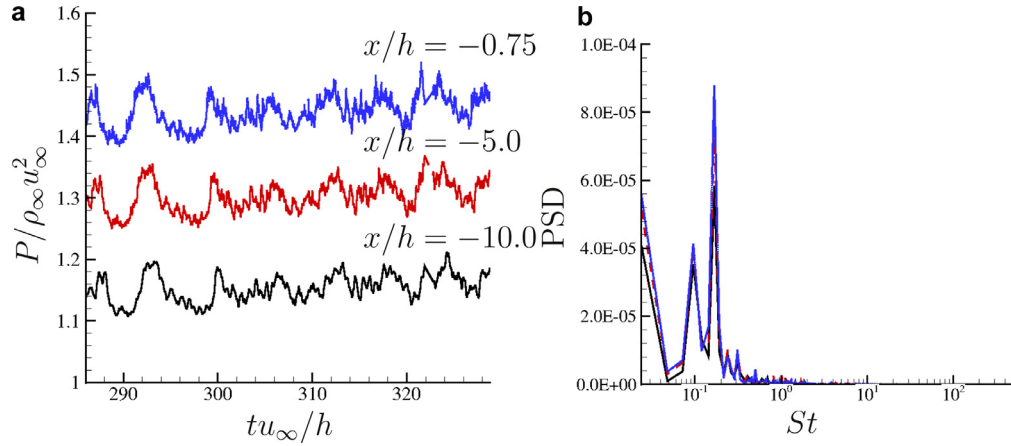 a
1.6
1.5
1.4
1.3
1.2
1.1
1
P/ρ∞u²∞
x/h = −0.75
x/h = −5.0
x/h = −10.0
290
300
310
320
tu∞/h
b
1.0E-04
8.0E-05
6.0E-05
4.0E-05
2.0E-05
0.0E+00
PSD
10⁻¹
10⁰
10¹
10²
St